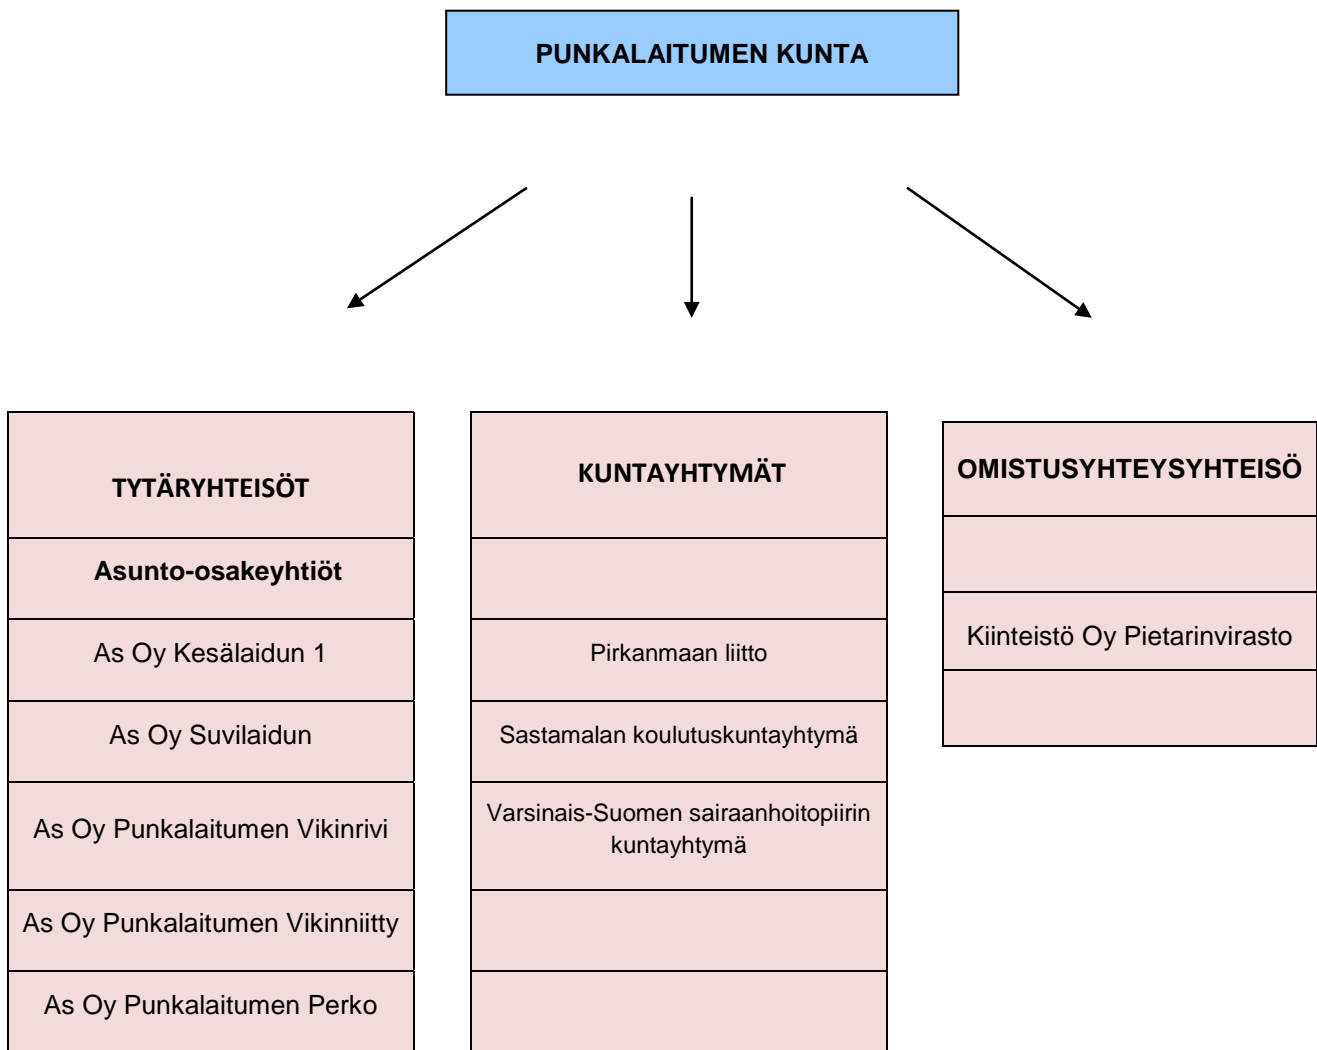 PUNKALAITUMEN KUNTA
TYTÄRYHTEISÖT
Asunto-osakeyhtiöt
As Oy Kesälaidun 1
As Oy Suvilaidun
As Oy Punkalaitumen Vikinrivi
As Oy Punkalaitumen Vikinniitty
As Oy Punkalaitumen Perko
KUNTAYHTYMÄT
Pirkanmaan liitto
Sastamalan koulutuskuntayhtymä
Varsinais-Suomen sairaanhoitopiirin
kuntayhtymä
OMISTUSYHTEYSYHTEISÖ
Kiinteistö Oy Pietarinvirasto